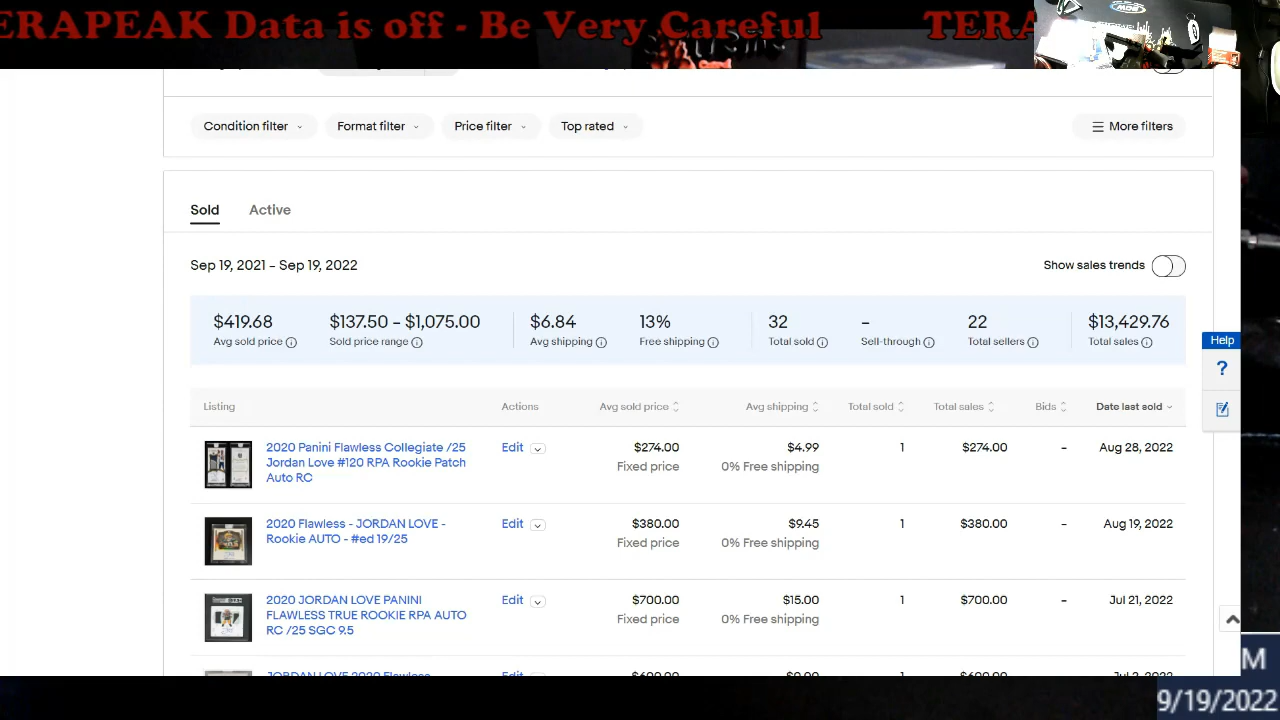 ERAPEAK Data is off - Be Very Careful TERA
Condition filter Format filter Price filter Top rated More filters
Sold Active
Sep 19, 2021 – Sep 19, 2022 Show sales trends
$419.68 $137.50 – $1,075.00 $6.84 13% 32 – 22 $13,429.76
Avg sold price Sold price range Avg shipping Free shipping Total sold Sell-through Total sellers Total sales
Help
?
Listing Actions Avg sold price Avg shipping Total sold Total sales Bids Date last sold
2020 Panini Flawless Collegiate /25 Edit $274.00 $4.99 1 $274.00 – Aug 28, 2022
Jordan Love #120 RPA Rookie Patch Fixed price 0% Free shipping
Auto RC
2020 Flawless - JORDAN LOVE - Edit $380.00 $9.45 1 $380.00 – Aug 19, 2022
Rookie AUTO - #ed 19/25 Fixed price 0% Free shipping
2020 JORDAN LOVE PANINI Edit $700.00 $15.00 1 $700.00 – Jul 21, 2022
FLAWLESS TRUE ROOKIE RPA AUTO Fixed price 0% Free shipping
RC /25 SGC 9.5
JORDAN LOVE 2020 Flawless Edit
M
9/19/2022